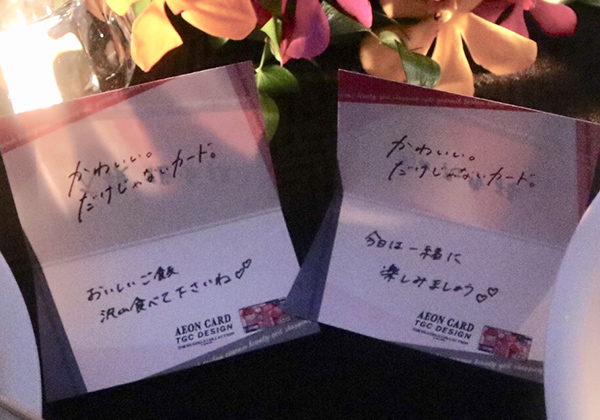 かわいい。
だけじゃないカード。
おいしいご飯
沢山食べて下さいね♡♡
AEON CARD
TGC DESIGN
かわいい。
だけじゃないカード。
今日は一緒に
楽しみましょう♡♡
AEON CARD
TGC DESIGN